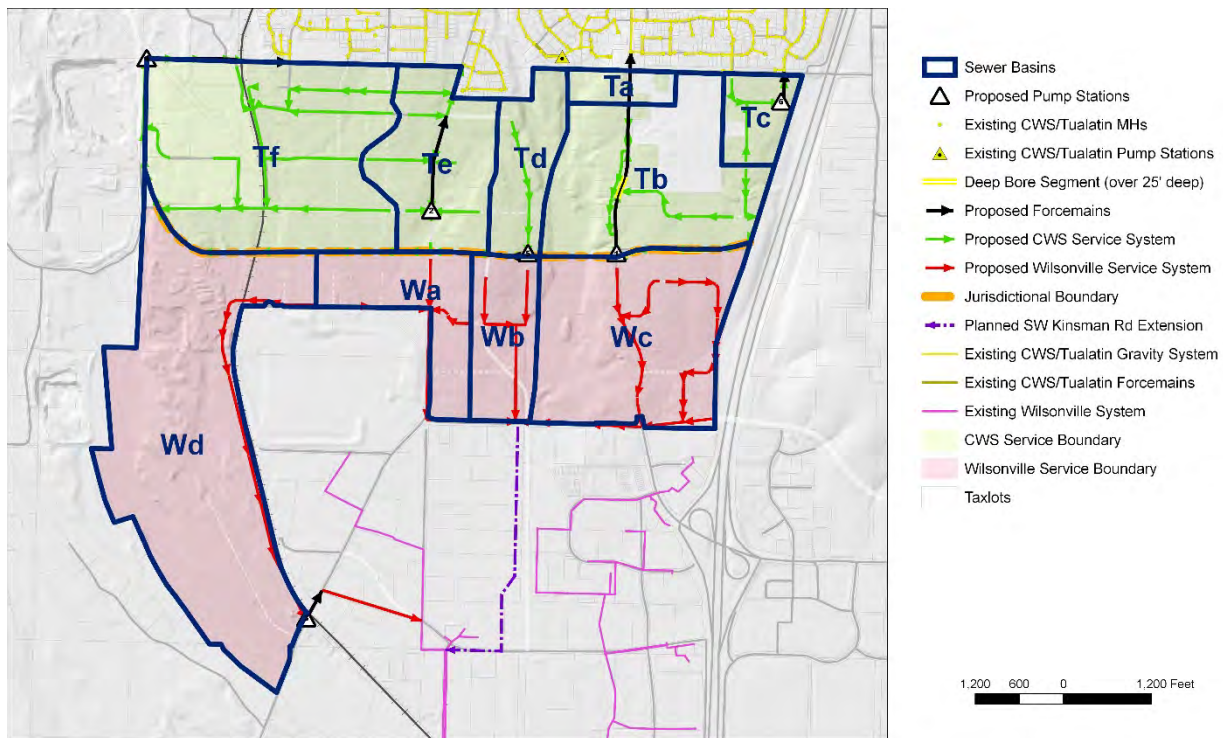 Ta
Tc
Tf
Te
Td
Tb
6
2
Wa
Wb
Wc
Wd
Sewer Basins
Proposed Pump Stations
Existing CWS/Tualatin MHs
Existing CWS/Tualatin Pump Stations
Deep Bore Segment (over 25' deep)
Proposed Forcemains
Proposed CWS Service System
Proposed Wilsonville Service System
Jurisdictional Boundary
Planned SW Kinsman Rd Extension
Existing CWS/Tualatin Gravity System
Existing CWS/Tualatin Forcemains
Existing Wilsonville System
CWS Service Boundary
Wilsonville Service Boundary
Taxlots
1,200 600 0 1,200 Feet